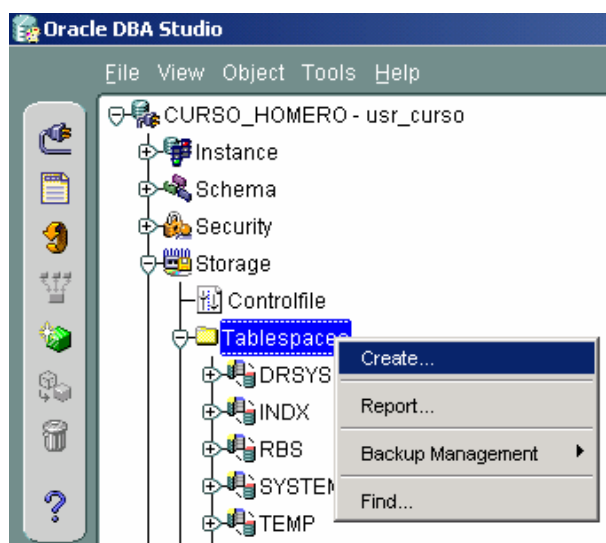 Oracle DBA Studio
File View Object Tools Help
CURSO_HOMERO - usr_curso
Instance
Schema
Security
Storage
Controlfile
Tablespaces
DRSYS
INDX
RBS
SYSTEM
TEMP
Create...
Report...
Backup Management
Find...